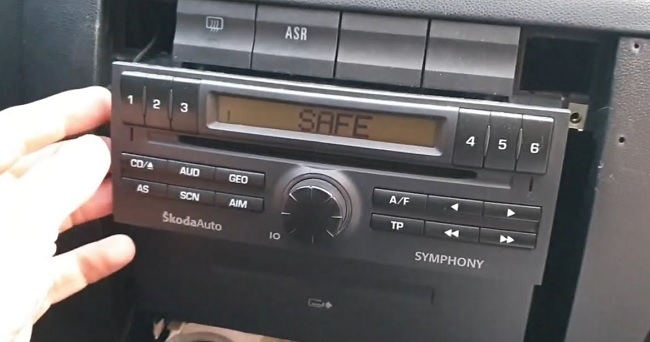 ASR
SAFE
1 2 3
4 5 6
CD/ AUD GEO
AS SCN AIM
ŠkodaAuto
IO
A/F
TP
SYMPHONY